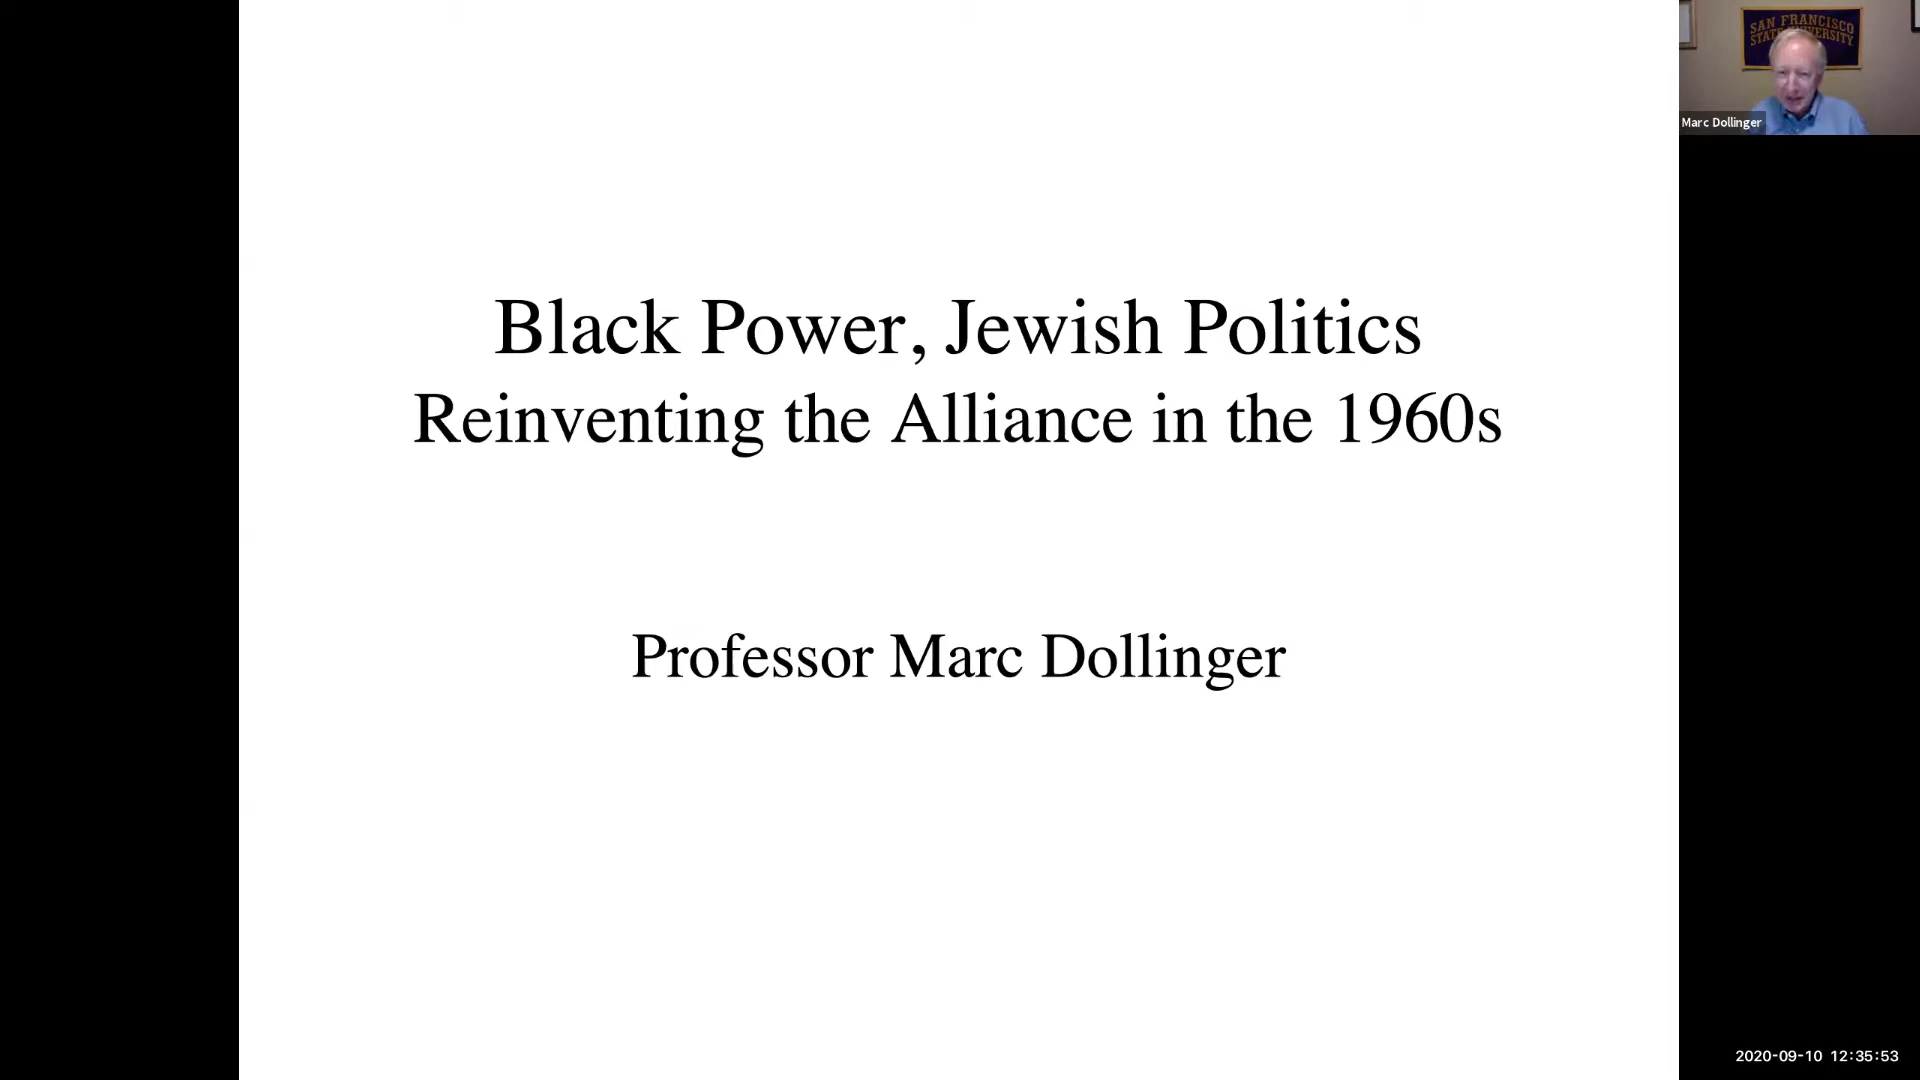 Black Power, Jewish Politics
Reinventing the Alliance in the 1960s
Professor Marc Dollinger
SAN FRANCISCO
STATE UNIVERSITY
Marc Dollinger
2020-09-10 12:35:53